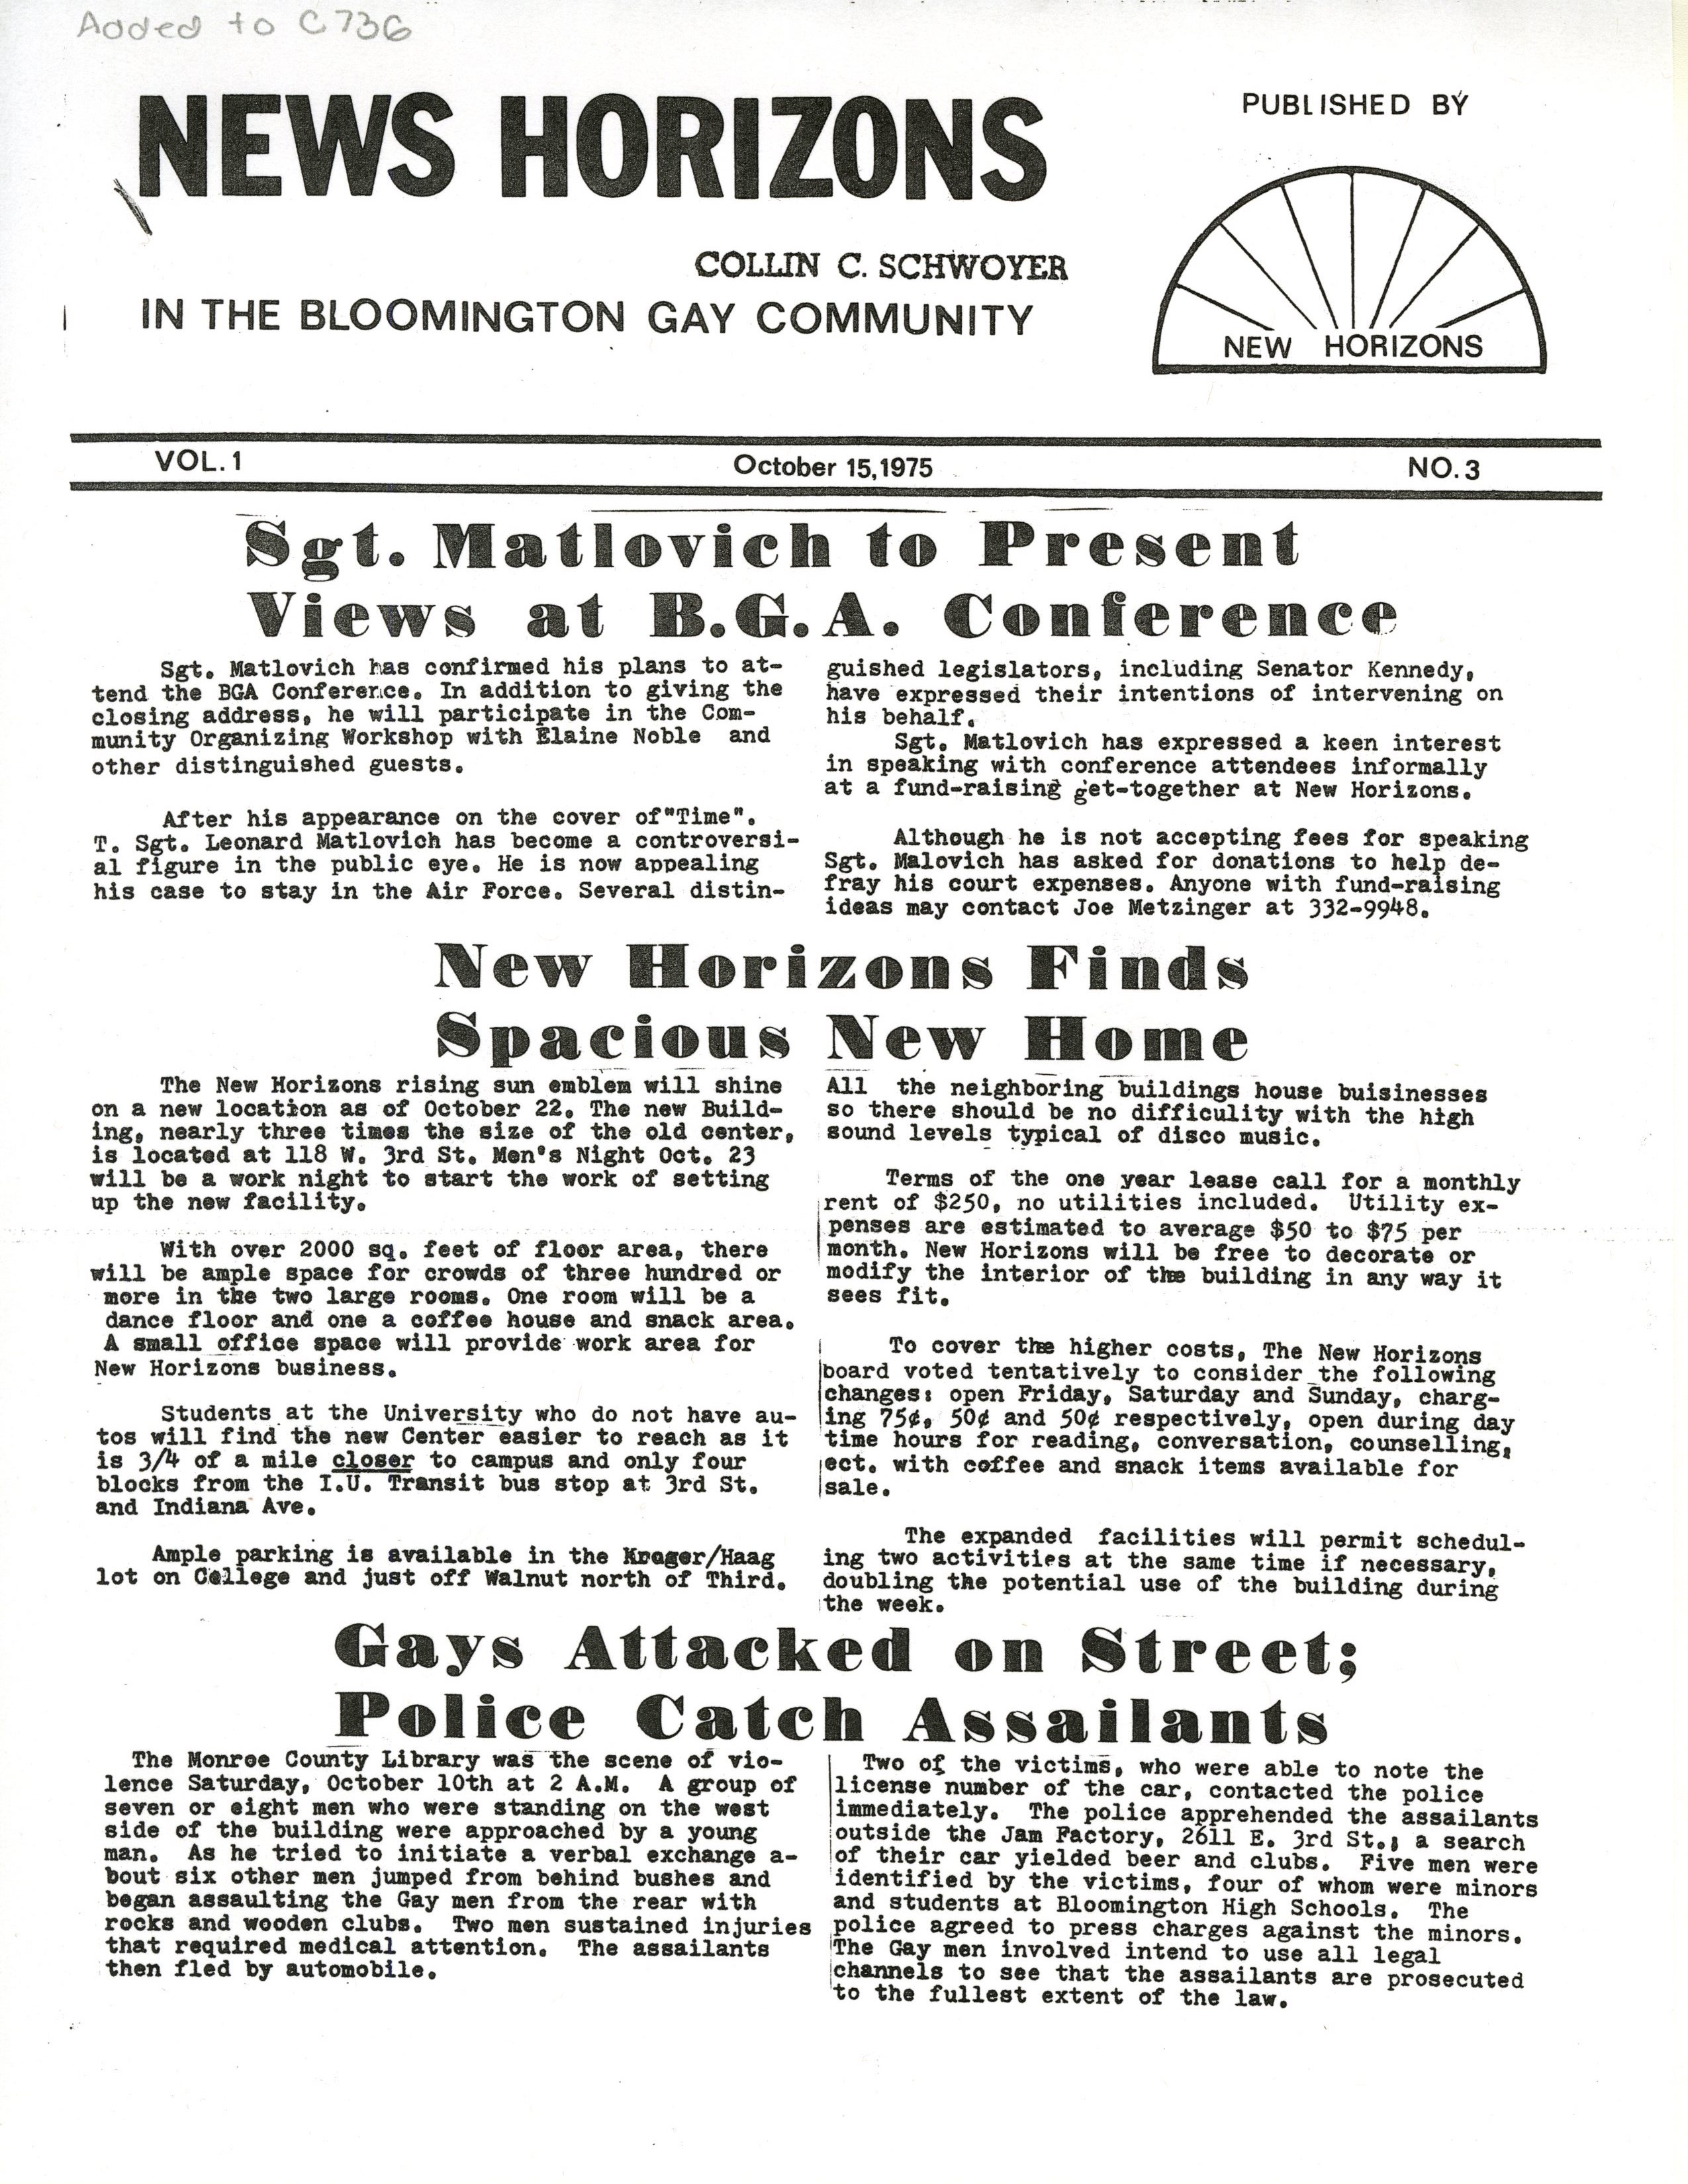 Added to C736
NEWS HORIZONS
PUBLISHED BY
COLLIN C. SCHWOYER
IN THE BLOOMINGTON GAY COMMUNITY
NEW HORIZONS
VOL. 1 October 15,1975 NO. 3
Sgt. Matlovich to Present
Views at B.G.A. Conference
Sgt. Matlovich has confirmed his plans to at-
tend the BGA Conference. In addition to giving the
closing address, he will participate in the Com-
munity Organizing Workshop with Elaine Noble and
other distinguished guests.
After his appearance on the cover of"Time".
T. Sgt. Leonard Matlovich has become a controversi-
al figure in the public eye. He is now appealing
his case to stay in the Air Force. Several distin-
guished legislators, including Senator Kennedy,
have expressed their intentions of intervening on
his behalf.
Sgt. Matlovich has expressed a keen interest
in speaking with conference attendees informally
at a fund-raising get-together at New Horizons.
Although he is not accepting fees for speaking
Sgt. Malovich has asked for donations to help de-
fray his court expenses. Anyone with fund-raising
ideas may contact Joe Metzinger at 332-9948.
New Horizons Finds
Spacious New Home
The New Horizons rising sun emblem will shine
on a new location as of October 22. The new Build-
ing, nearly three times the size of the old center,
is located at 118 W. 3rd St. Men's Night Oct. 23
will be a work night to start the work of setting
up the new facility.
With over 2000 sq. feet of floor area, there
will be ample space for crowds of three hundred or
more in the two large rooms. One room will be a
dance floor and one a coffee house and snack area.
A small office space will provide work area for
New Horizons business.
Students at the University who do not have au-
tos will find the new Center easier to reach as it
is 3/4 of a mile closer to campus and only four
blocks from the I.U. Transit bus stop at 3rd St.
and Indiana Ave.
Ample parking is available in the Kroger/Haag
lot on College and just off Walnut north of Third.
All the neighboring buildings house buisinesses
so there should be no difficulity with the high
sound levels typical of disco music.
Terms of the one year lease call for a monthly
rent of $250, no utilities included. Utility ex-
penses are estimated to average $50 to $75 per
month. New Horizons will be free to decorate or
modify the interior of the building in any way it
sees fit.
To cover the higher costs, The New Horizons
board voted tentatively to consider the following
changes: open Friday, Saturday and Sunday, charg-
ing 75¢, 50¢ and 50¢ respectively, open during day
time hours for reading, conversation, counselling,
ect. with coffee and snack items available for
sale.
The expanded facilities will permit schedul-
ing two activities at the same time if necessary,
doubling the potential use of the building during
the week.
Gays Attacked on Street;
Police Catch Assailants
The Monroe County Library was the scene of vio-
lence Saturday, October 10th at 2 A.M. A group of
seven or eight men who were standing on the west
side of the building were approached by a young
man. As he tried to initiate a verbal exchange a-
bout six other men jumped from behind bushes and
began assaulting the Gay men from the rear with
rocks and wooden clubs. Two men sustained injuries
that required medical attention. The assailants
then fled by automobile.
Two of the victims, who were able to note the
license number of the car, contacted the police
immediately. The police apprehended the assailants
outside the Jam Factory, 2611 E. 3rd St.; a search
of their car yielded beer and clubs. Five men were
identified by the victims, four of whom were minors
and students at Bloomington High Schools. The
police agreed to press charges against the minors.
The Gay men involved intend to use all legal
channels to see that the assailants are prosecuted
to the fullest extent of the law.